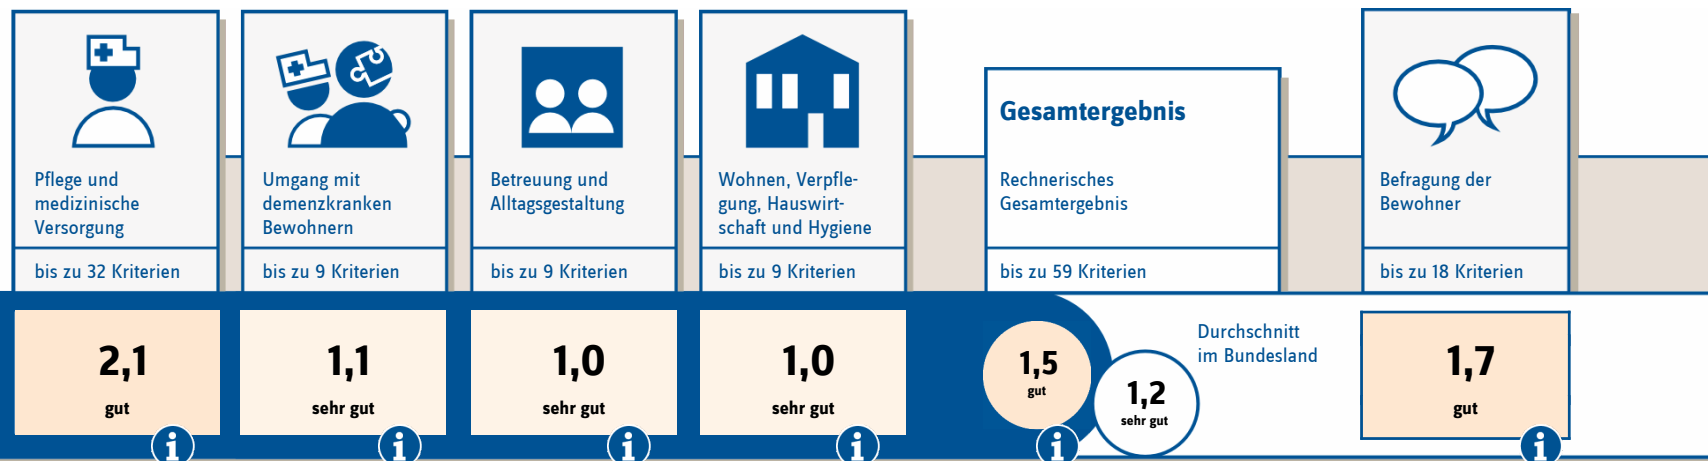 Pflege und
medizinische
Versorgung
bis zu 32 Kriterien
2,1
gut
i
Umgang mit
demenzkranken
Bewohnern
bis zu 9 Kriterien
1,1
sehr gut
i
Betreuung und
Alltagsgestaltung
bis zu 9 Kriterien
1,0
sehr gut
i
Wohnen, Verpfle-
gung, Hauswirt-
schaft und Hygiene
bis zu 9 Kriterien
1,0
sehr gut
i
Gesamtergebnis
Rechnerisches
Gesamtergebnis
bis zu 59 Kriterien
1,5
gut
i
1,2
sehr gut
Durchschnitt
im Bundesland
Befragung der
Bewohner
bis zu 18 Kriterien
1,7
gut
i